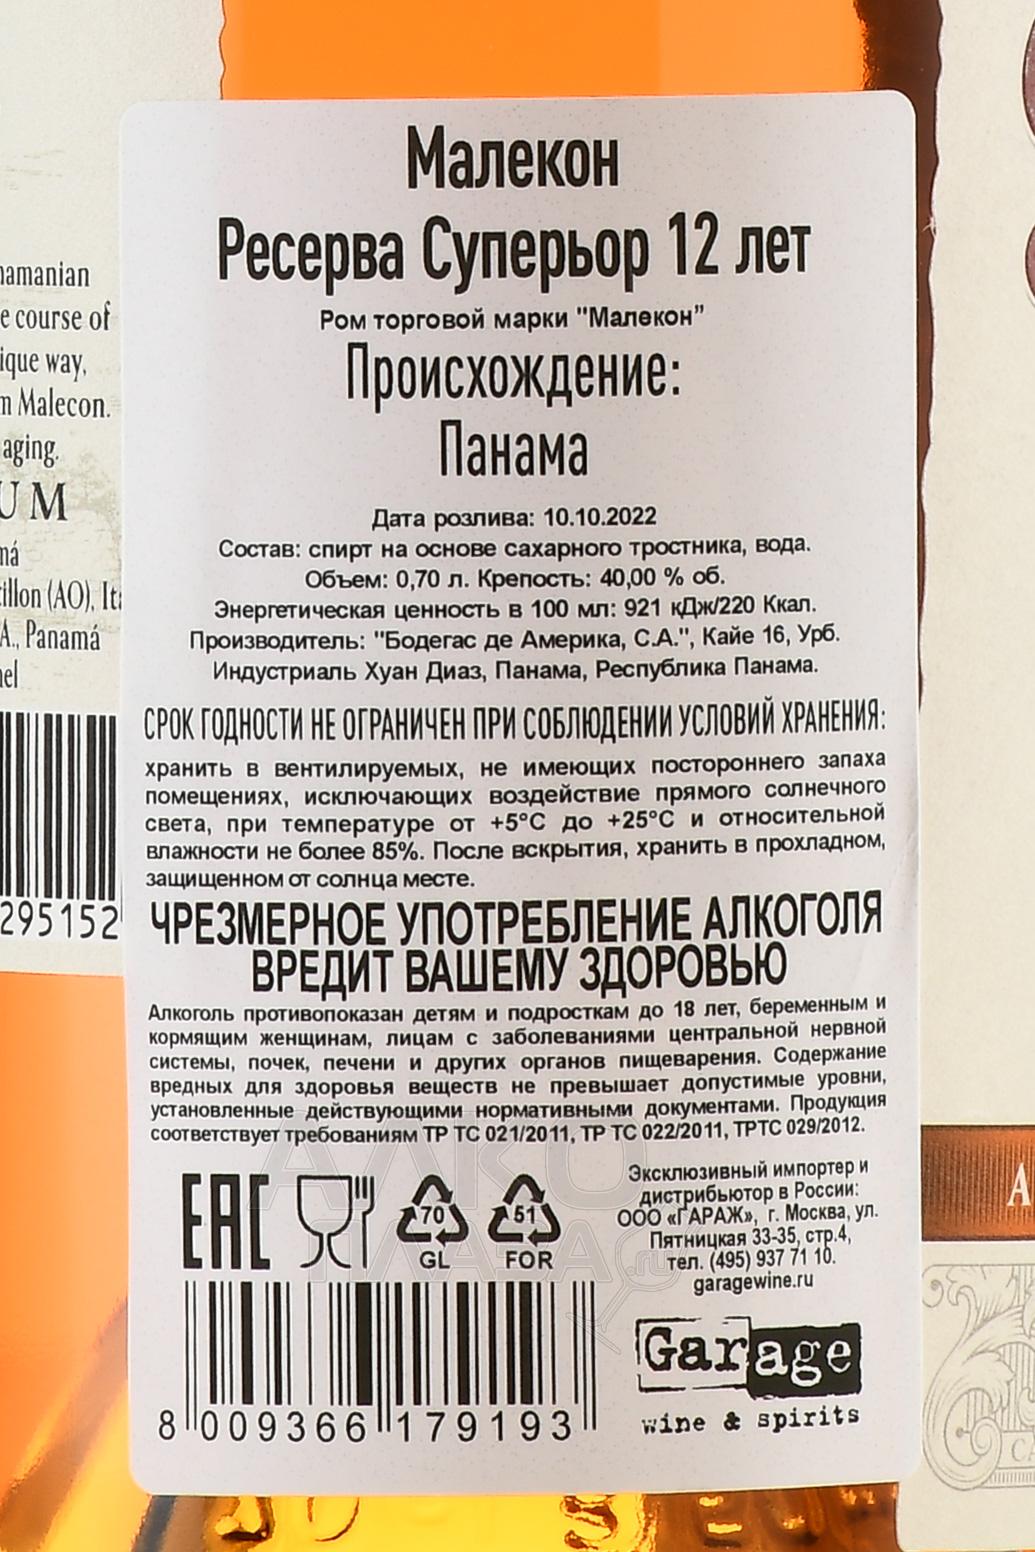 Малекон
Ресерва Суперьор 12 лет
Ром торговой марки "Малекон"
Происхождение:
Панама
Дата розлива: 10.10.2022
Состав: спирт на основе сахарного тростника, вода.
Объем: 0,70 л. Крепость: 40,00 % об.
Энергетическая ценность в 100 мл: 921 кДж/220 Ккал.
Производитель: "Бодегас де Америка, С.А.", Кайе 16, Урб.
Индустриаль Хуан Диаз, Панама, Республика Панама.
СРОК ГОДНОСТИ НЕ ОГРАНИЧЕН ПРИ СОБЛЮДЕНИИ УСЛОВИЙ ХРАНЕНИЯ:
хранить в вентилируемых, не имеющих постороннего запаха
помещениях, исключающих воздействие прямого солнечного
света, при температуре от +5°C до +25°C и относительной
влажности не более 85%. После вскрытия, хранить в прохладном,
защищенном от солнца месте.
ЧРЕЗМЕРНОЕ УПОТРЕБЛЕНИЕ АЛКОГОЛЯ
ВРЕДИТ ВАШЕМУ ЗДОРОВЬЮ
Алкоголь противопоказан детям и подросткам до 18 лет, беременным и
кормящим женщинам, лицам с заболеваниями центральной нервной
системы, почек, печени и других органов пищеварения. Содержание
вредных для здоровья веществ не превышает допустимые уровни,
установленные действующими нормативными документами. Продукция
соответствует требованиям ТР ТС 021/2011, ТР ТС 022/2011, ТРТС 029/2012.
EAC
70
GL
51
FOR
Эксклюзивный импортер и
дистрибьютор в России:
ООО «ГАРАЖ», г. Москва, ул.
Пятницкая 33-35, стр.4,
тел. (495) 937 71 10.
garagewine.ru
Garage
wine & spirits
8 009366 179193
namanian
e course of
ique way,
m Malecon.
aging.
UM
má
tillon (AO), It
A., Panamá
nel
295152
АЛКО
ПЛАЗА.ru
A